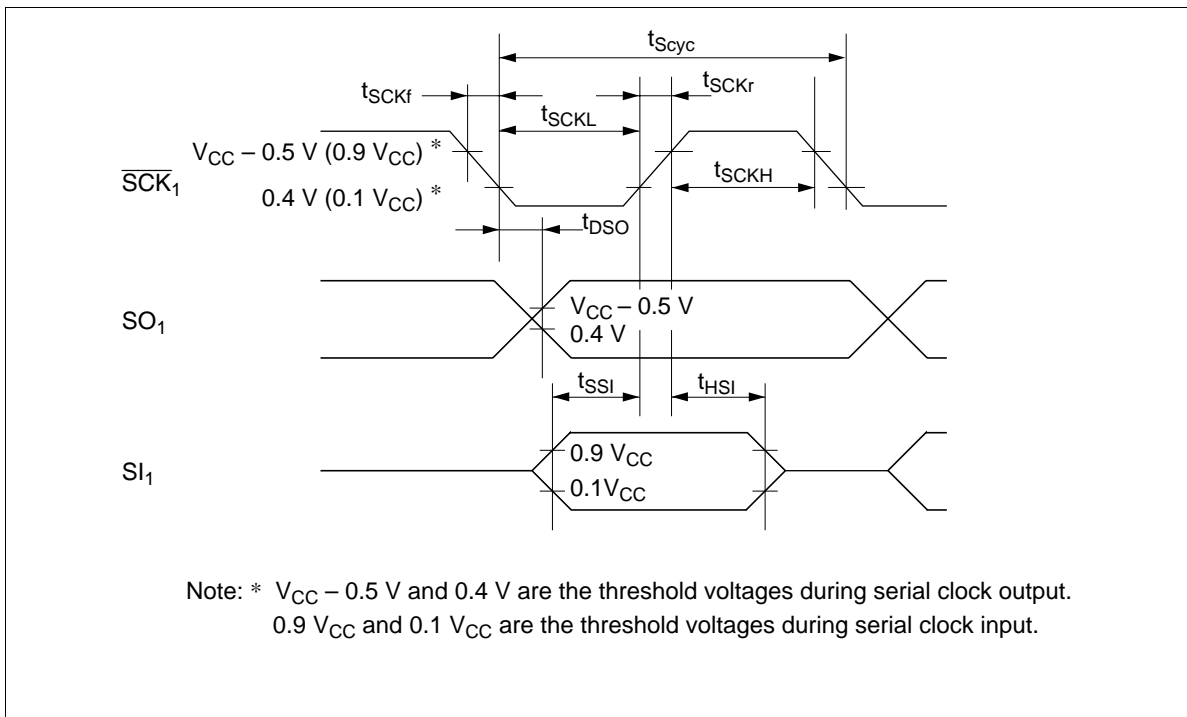 tScyc
tSCKf
tSCKr
tSCKL
VCC – 0.5 V (0.9 VCC) *
SCK1
tSCKH
0.4 V (0.1 VCC) *
tDSO
VCC – 0.5 V
SO1
0.4 V
tSSI
tHSI
0.9 VCC
SI1
0.1VCC
Note: * VCC – 0.5 V and 0.4 V are the threshold voltages during serial clock output.
0.9 VCC and 0.1 VCC are the threshold voltages during serial clock input.